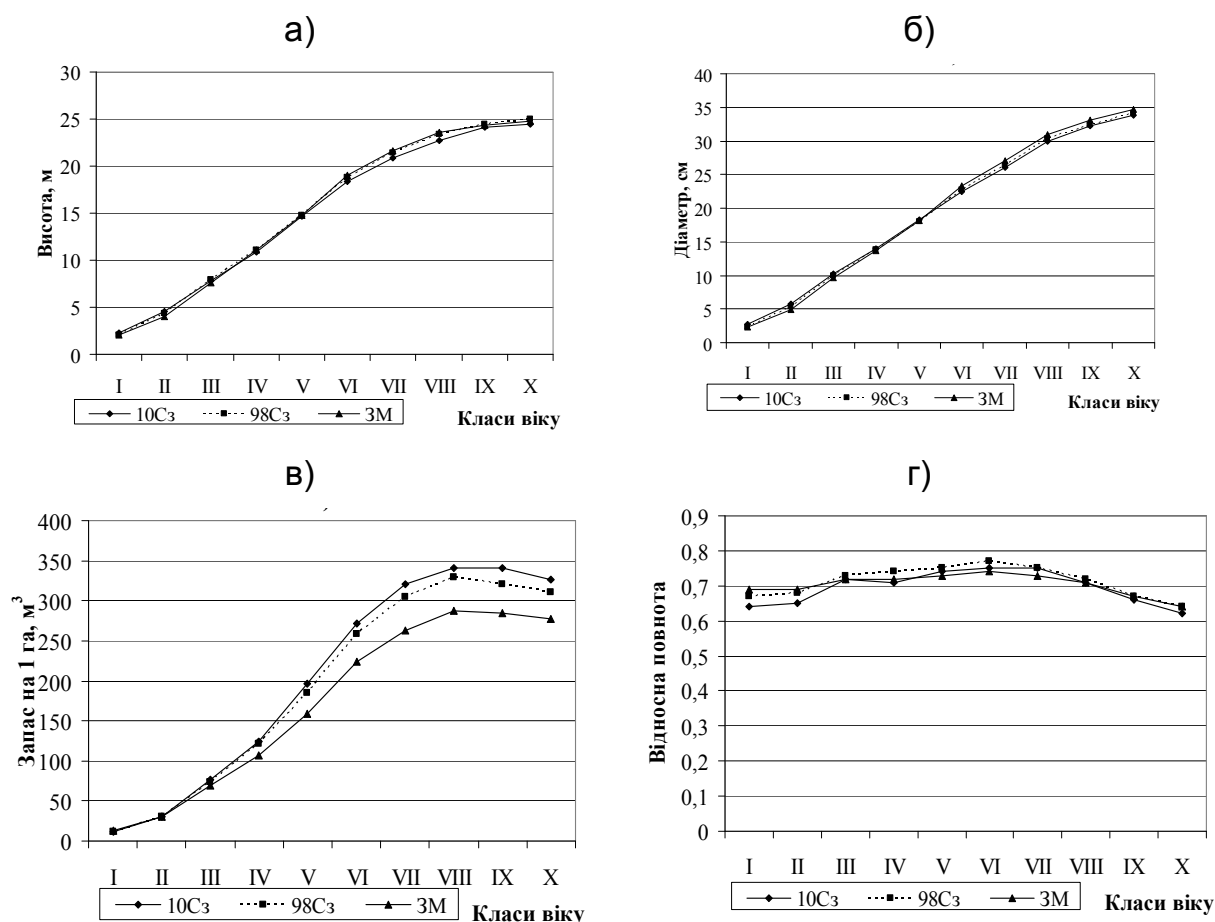 а)
Висота, м
30
25
20
15
10
5
0
I II III IV V VI VII VIII IX X
10Сз 98Сз ЗМ
Класи віку
б)
Діаметр, см
40
35
30
25
20
15
10
5
0
I II III IV V VI VII VIII IX X
10Сз 98Сз ЗМ
Класи віку
в)
Запас на 1 га, м³
400
350
300
250
200
150
100
50
0
I II III IV V VI VII VIII IX X
10Сз 98Сз ЗМ
Класи віку
г)
Відносна повнота
0,9
0,8
0,7
0,6
0,5
0,4
0,3
0,2
0,1
0
I II III IV V VI VII VIII IX X
10Сз 98Сз ЗМ
Класи віку